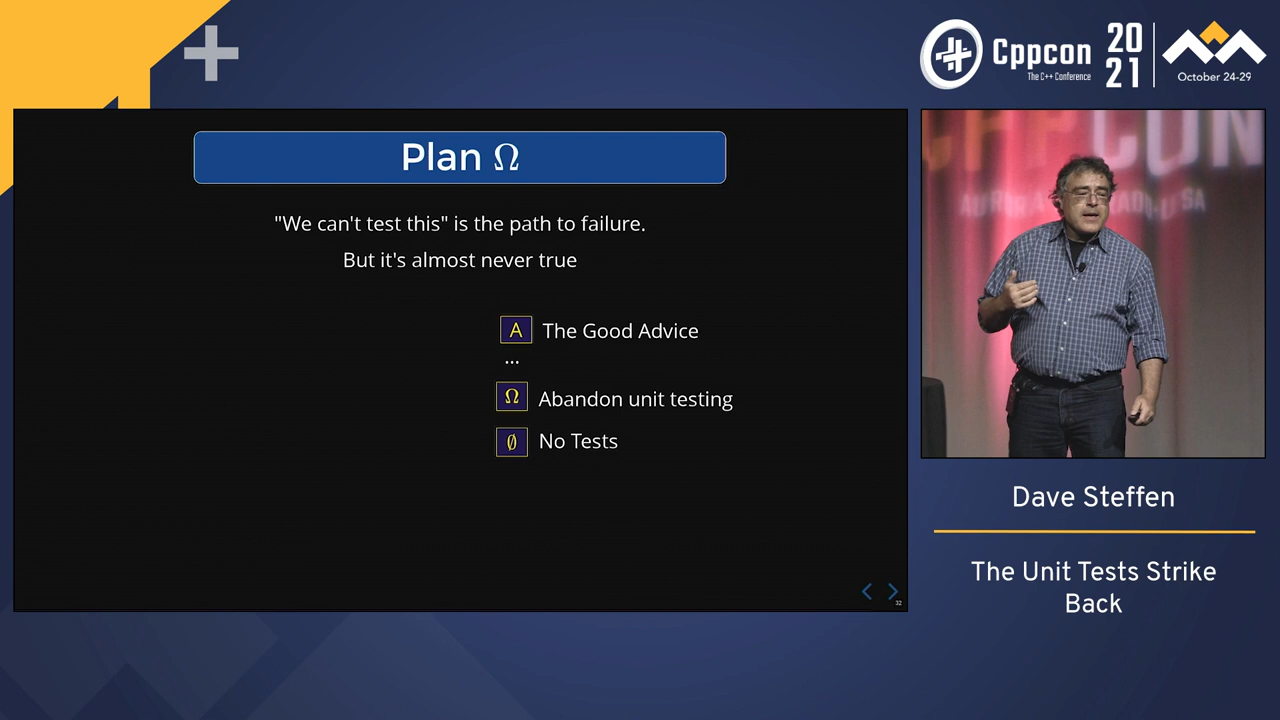 Cppcon
The C++ Conference
20
21
October 24-29
Plan Ω
"We can't test this" is the path to failure.
But it's almost never true
A The Good Advice
...
Ω Abandon unit testing
∅ No Tests
32
CPPCON
Dave Steffen
The Unit Tests Strike
Back